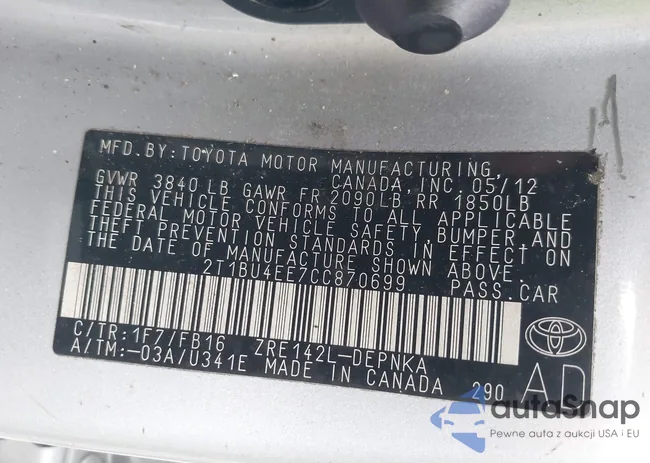 MFD. BY: TOYOTA MOTOR MANUFACTURING,
CANADA, INC. 05/12
GVWR 3840 LB GAWR FR 2090LB RR 1850LB
THIS VEHICLE CONFORMS TO ALL APPLICABLE
FEDERAL MOTOR VEHICLE SAFETY, BUMPER, AND
THEFT PREVENTION STANDARDS IN EFFECT ON
THE DATE OF MANUFACTURE SHOWN ABOVE.
2T1BU4EE7CC870699 PASS.CAR
C/TR:1F7/FB16 ZRE142L-DEPNKA
A/TM:-03A/U341E MADE IN CANADA 290 AD
autoSnap
Pewne auta z aukcji USA i EU